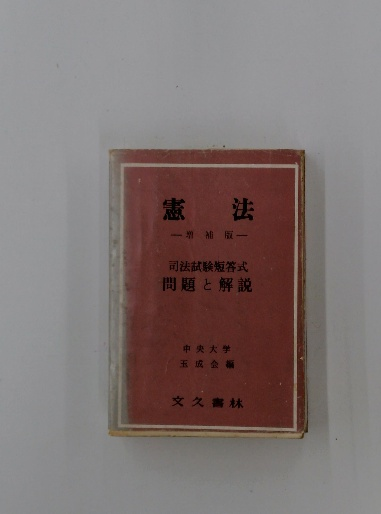 憲法
―増補版―
司法試験短答式
問題と解説
中央大学
玉成会編
文久書林